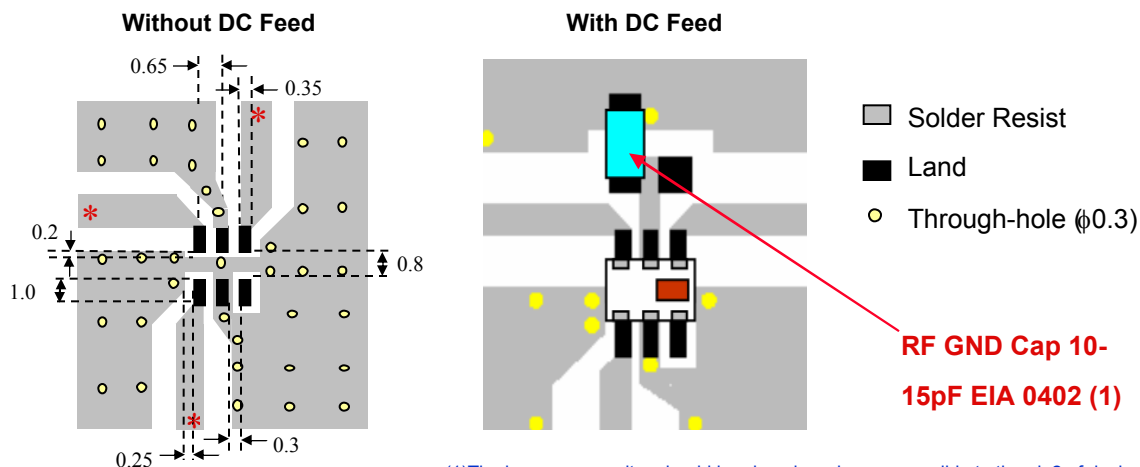 Without DC Feed
With DC Feed
0.65
0.35
*
*
0.2
0.8
1.0
*
0.25
0.3
Solder Resist
Land
Through-hole (ϕ0.3)
RF GND Cap 10-
15pF EIA 0402 (1)